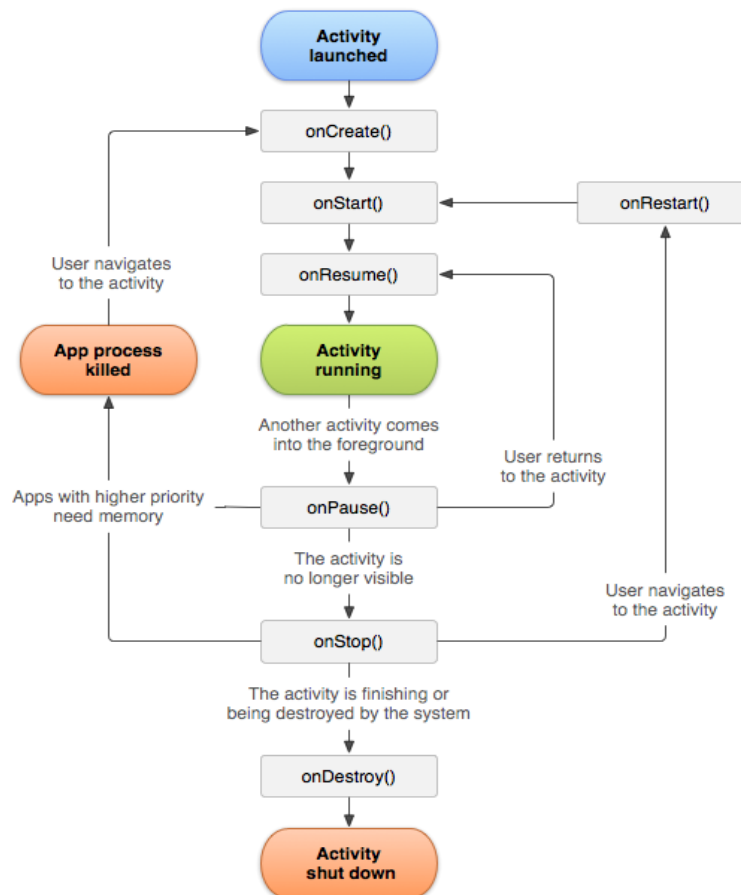 Activity
launched
onCreate()
onStart()
onRestart()
User navigates
to the activity
onResume()
App process
killed
Activity
running
Another activity comes
into the foreground
User returns
to the activity
Apps with higher priority
need memory
onPause()
The activity is
no longer visible
User navigates
to the activity
onStop()
The activity is finishing or
being destroyed by the system
onDestroy()
Activity
shut down